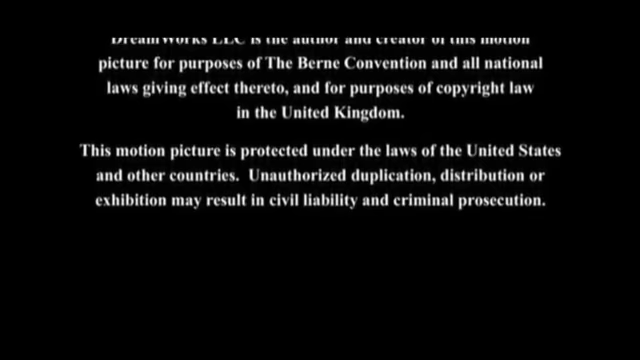 DreamWorks LLC is the author and creator of this motion
picture for purposes of The Berne Convention and all national
laws giving effect thereto, and for purposes of copyright law
in the United Kingdom.
This motion picture is protected under the laws of the United States
and other countries.  Unauthorized duplication, distribution or
exhibition may result in civil liability and criminal prosecution.